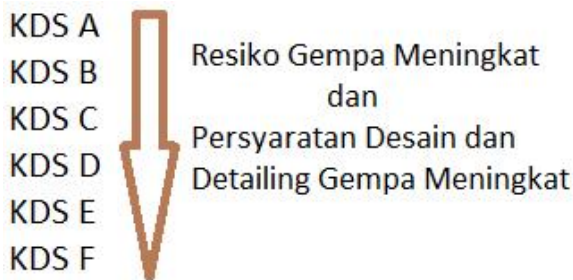 KDS A
KDS B
KDS C
KDS D
KDS E
KDS F
Resiko Gempa Meningkat
dan
Persyaratan Desain dan
Detailing Gempa Meningkat